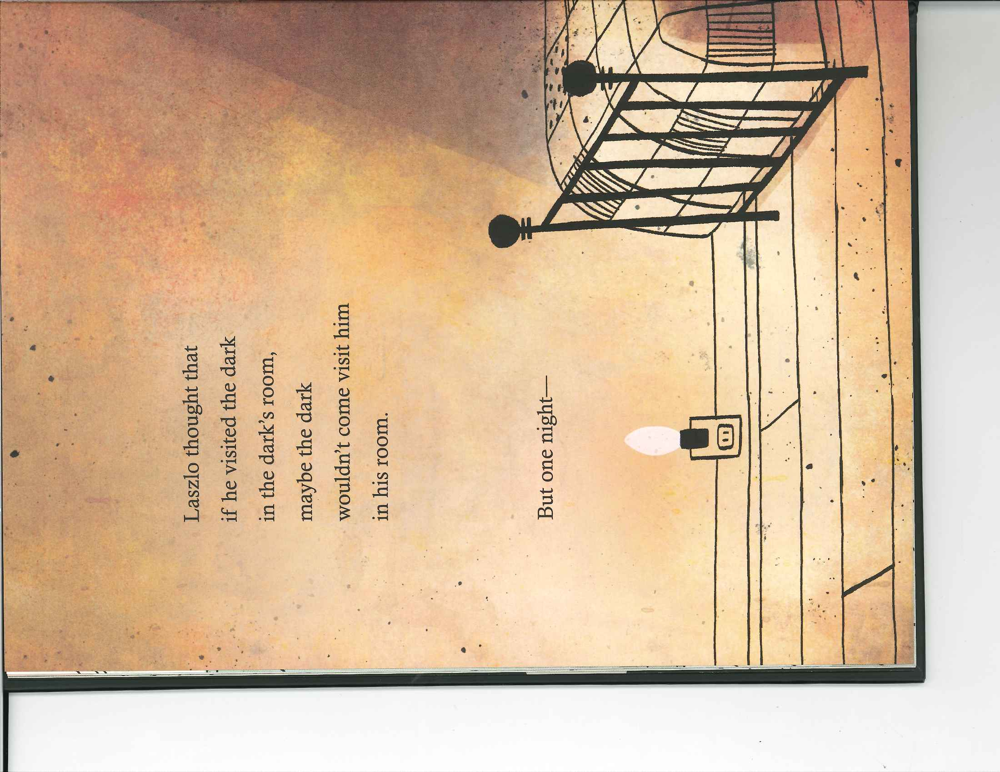 Laszlo thought that
if he visited the dark
in the dark’s room,
maybe the dark
wouldn’t come visit him
in his room.
But one night—